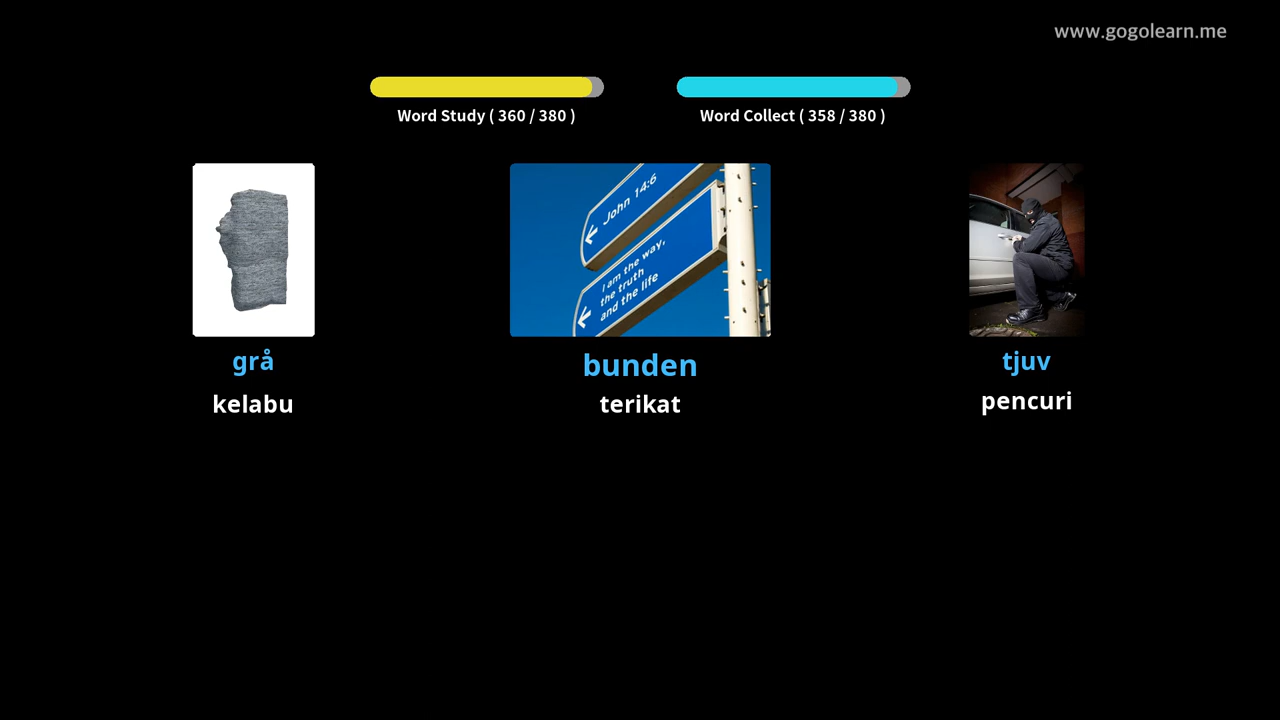 www.gogolearn.me
Word Study ( 360 / 380 )
Word Collect ( 358 / 380 )
John 14:6
I am the way,
the truth
and the life
grå
bunden
tjuv
kelabu
terikat
pencuri